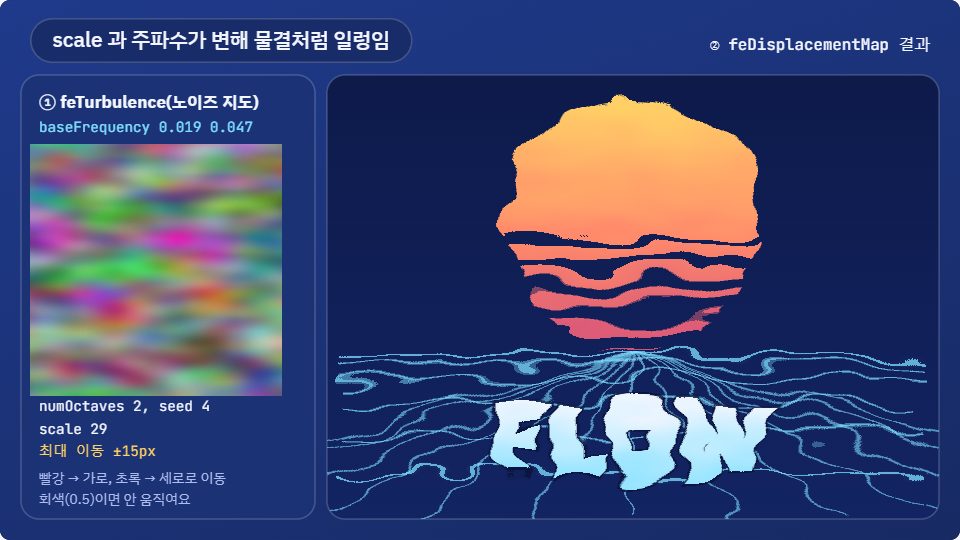 scale 과 주파수가 변해 물결처럼 일렁임
② feDisplacementMap 결과
① feTurbulence(노이즈 지도)
baseFrequency 0.019 0.047
numOctaves 2, seed 4
scale 29
최대 이동 ±15px
빨강 → 가로, 초록 → 세로로 이동
회색(0.5)이면 안 움직여요
FLOW